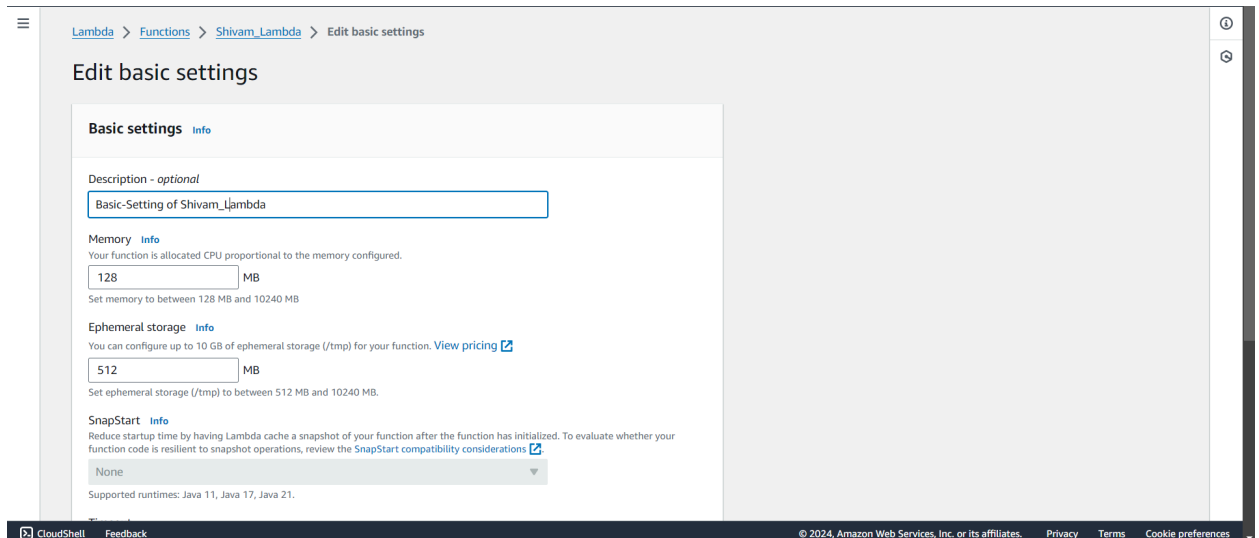 Lambda > Functions > Shivam_Lambda > Edit basic settings
Edit basic settings
Basic settings Info
Description - optional
Basic-Setting of Shivam_Lambda
Memory Info
Your function is allocated CPU proportional to the memory configured.
128 MB
Set memory to between 128 MB and 10240 MB
Ephemeral storage Info
You can configure up to 10 GB of ephemeral storage (/tmp) for your function. View pricing
512 MB
Set ephemeral storage (/tmp) to between 512 MB and 10240 MB.
SnapStart Info
Reduce startup time by having Lambda cache a snapshot of your function after the function has initialized. To evaluate whether your
function code is resilient to snapshot operations, review the SnapStart compatibility considerations.
None
Supported runtimes: Java 11, Java 17, Java 21.
CloudShell Feedback © 2024, Amazon Web Services, Inc. or its affiliates. Privacy Terms Cookie preferences